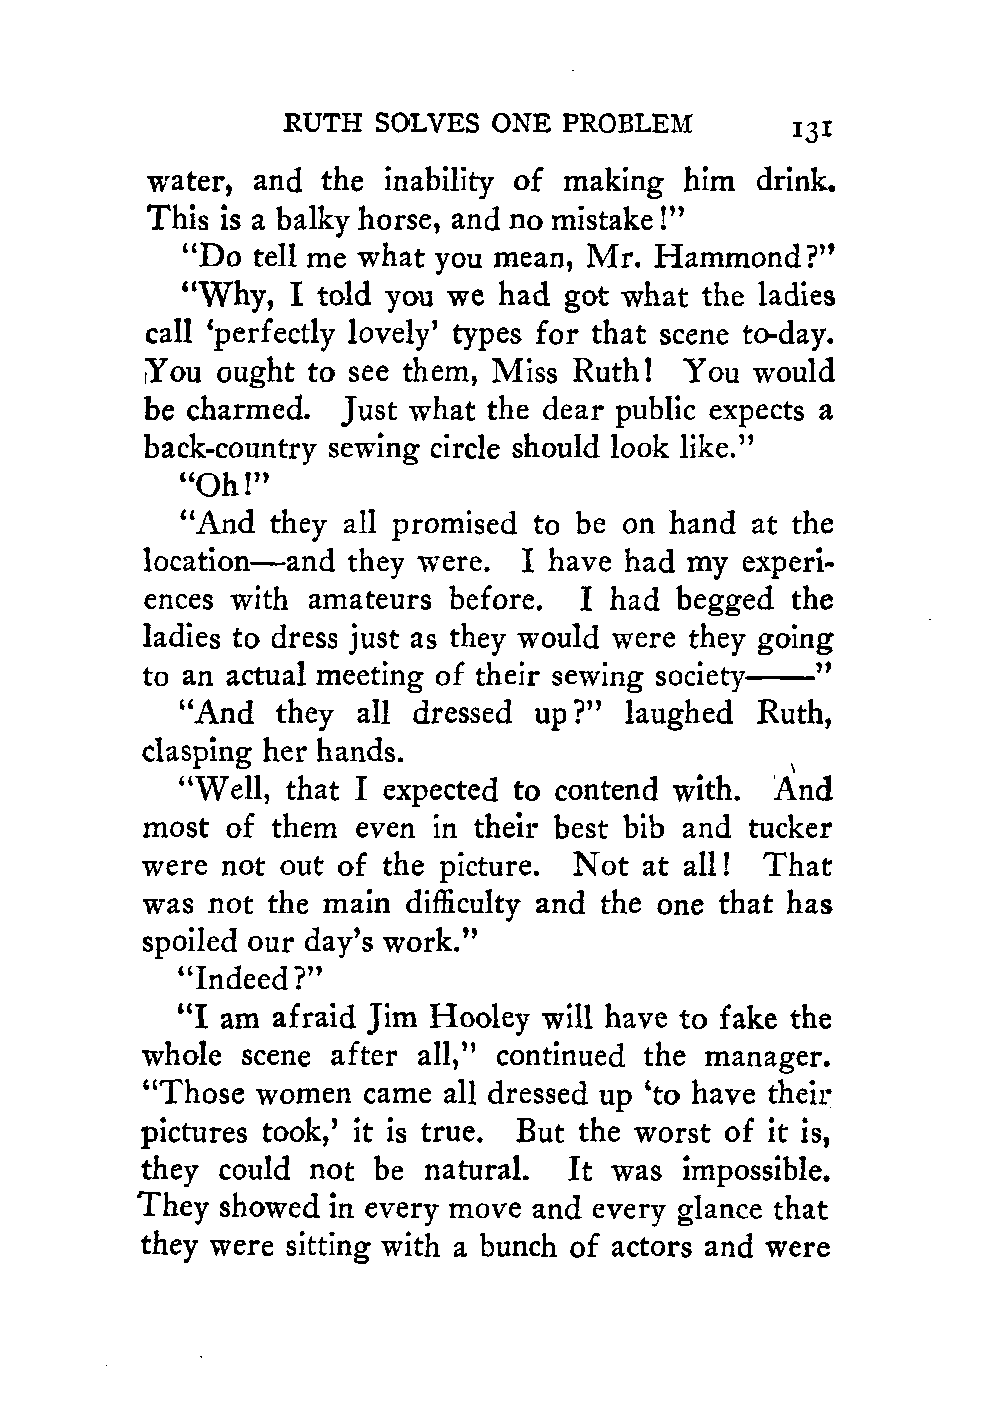 RUTH SOLVES ONE PROBLEM 131
water, and the inability of making him drink.
This is a balky horse, and no mistake!”
“Do tell me what you mean, Mr. Hammond?”
“Why, I told you we had got what the ladies
call ‘perfectly lovely’ types for that scene to-day.
You ought to see them, Miss Ruth! You would
be charmed. Just what the dear public expects a
back-country sewing circle should look like.”
“Oh!”
“And they all promised to be on hand at the
location—and they were. I have had my experi-
ences with amateurs before. I had begged the
ladies to dress just as they would were they going
to an actual meeting of their sewing society——”
“And they all dressed up?” laughed Ruth,
clasping her hands.
“Well, that I expected to contend with. And
most of them even in their best bib and tucker
were not out of the picture. Not at all! That
was not the main difficulty and the one that has
spoiled our day’s work.”
“Indeed?”
“I am afraid Jim Hooley will have to fake the
whole scene after all,” continued the manager.
“Those women came all dressed up ‘to have their
pictures took,’ it is true. But the worst of it is,
they could not be natural. It was impossible.
They showed in every move and every glance that
they were sitting with a bunch of actors and were